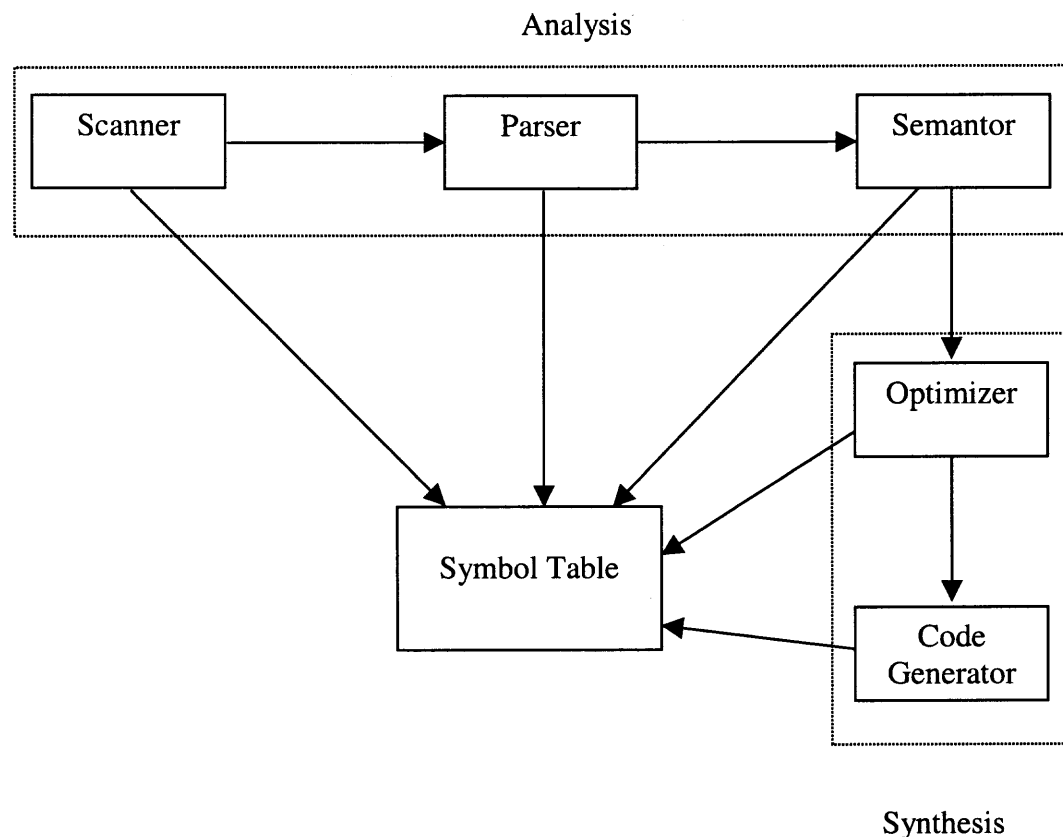 Analysis
Scanner
Parser
Semantor
Optimizer
Symbol Table
Code
Generator
Synthesis